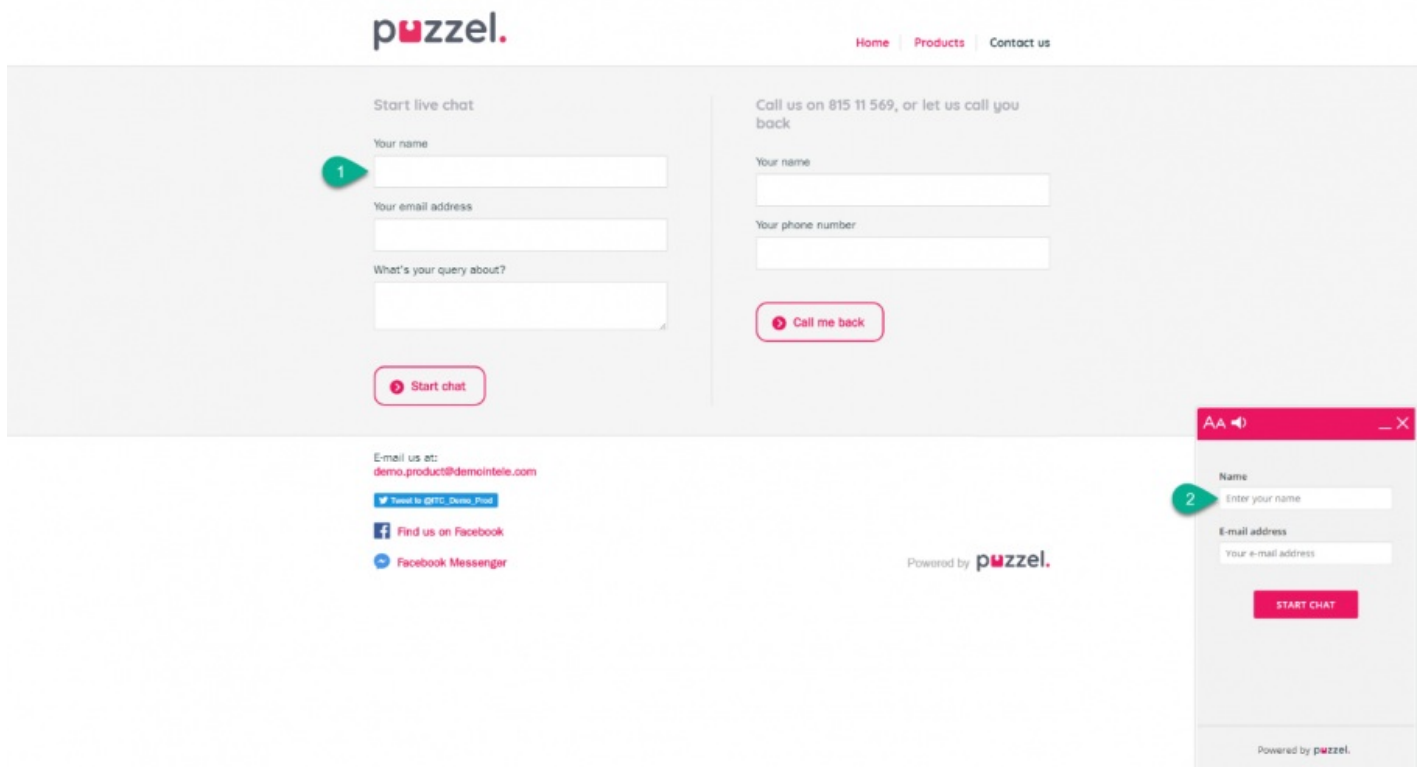 puzzel.
Home
Products
Contact us
Start live chat
Your name
1
Your email address
What's your query about?
Start chat
Call us on 815 11 569, or let us call you
back
Your name
Your phone number
Call me back
E-mail us at:
demo.product@demointele.com
Tweet to @ITC_Demo_Prod
Find us on Facebook
Facebook Messenger
Powered by puzzel.
AA
Name
2
Enter your name
E-mail address
Your e-mail address
START CHAT
Powered by puzzel.